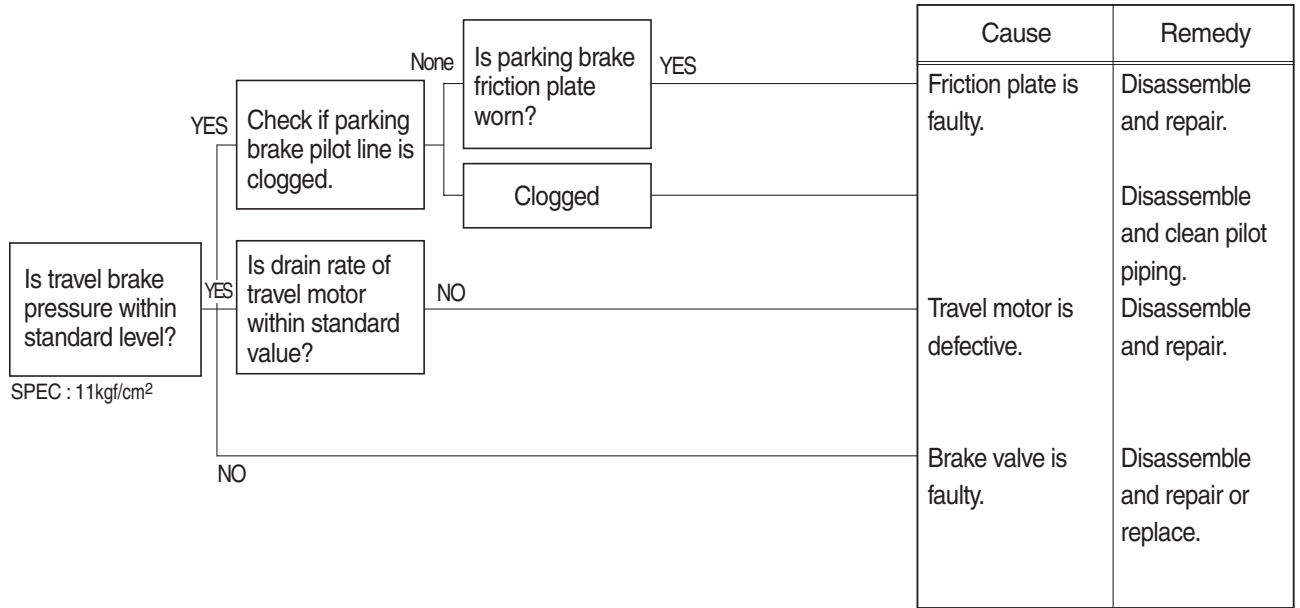 Is travel brake
pressure within
standard level?
SPEC : 11kgf/cm2
YES
Check if parking
brake pilot line is
clogged.
None
Is parking brake
friction plate
worn?
YES
Clogged
YES
Is drain rate of
travel motor
within standard
value?
NO
NO
Cause
Remedy
Friction plate is
faulty.
Disassemble
and repair.
Disassemble
and clean pilot
piping.
Travel motor is
defective.
Disassemble
and repair.
Brake valve is
faulty.
Disassemble
and repair or
replace.